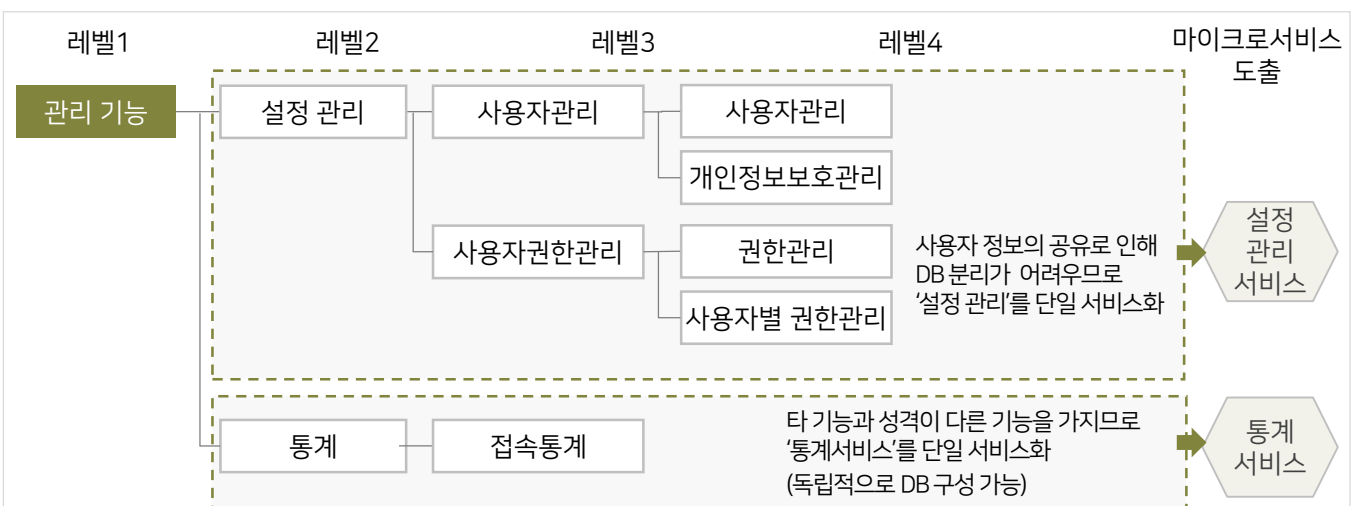 레벨1 레벨2 레벨3 레벨4 마이크로서비스
도출
관리 기능 설정 관리 사용자관리 사용자관리
개인정보보호관리
사용자권한관리 권한관리
사용자별 권한관리
사용자 정보의 공유로 인해
DB 분리가 어려우므로
‘설정 관리’를 단일 서비스화
설정
관리
서비스
통계 접속통계
타 기능과 성격이 다른 기능을 가지므로
‘통계서비스’를 단일 서비스화
(독립적으로 DB 구성 가능)
통계
서비스